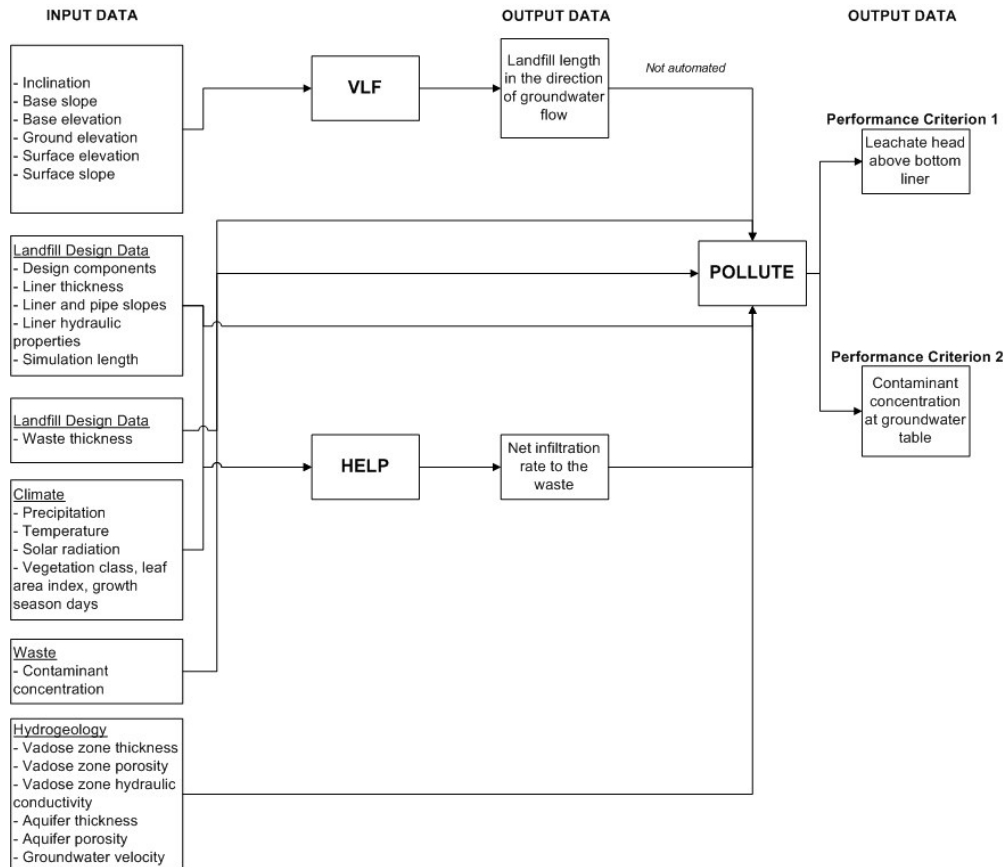 INPUT DATA
OUTPUT DATA
OUTPUT DATA
- Inclination
- Base slope
- Base elevation
- Ground elevation
- Surface elevation
- Surface slope
VLF
Landfill length
in the direction
of groundwater
flow
Not automated
Performance Criterion 1
Leachate head
above bottom
liner
Landfill Design Data
- Design components
- Liner thickness
- Liner and pipe slopes
- Liner hydraulic
properties
- Simulation length
POLLUTE
Performance Criterion 2
Contaminant
concentration
at groundwater
table
Landfill Design Data
- Waste thickness
HELP
Net infiltration
rate to the
waste
Climate
- Precipitation
- Temperature
- Solar radiation
- Vegetation class, leaf
area index, growth
season days
Waste
- Contaminant
concentration
Hydrogeology
- Vadose zone thickness
- Vadose zone porosity
- Vadose zone hydraulic
conductivity
- Aquifer thickness
- Aquifer porosity
- Groundwater velocity